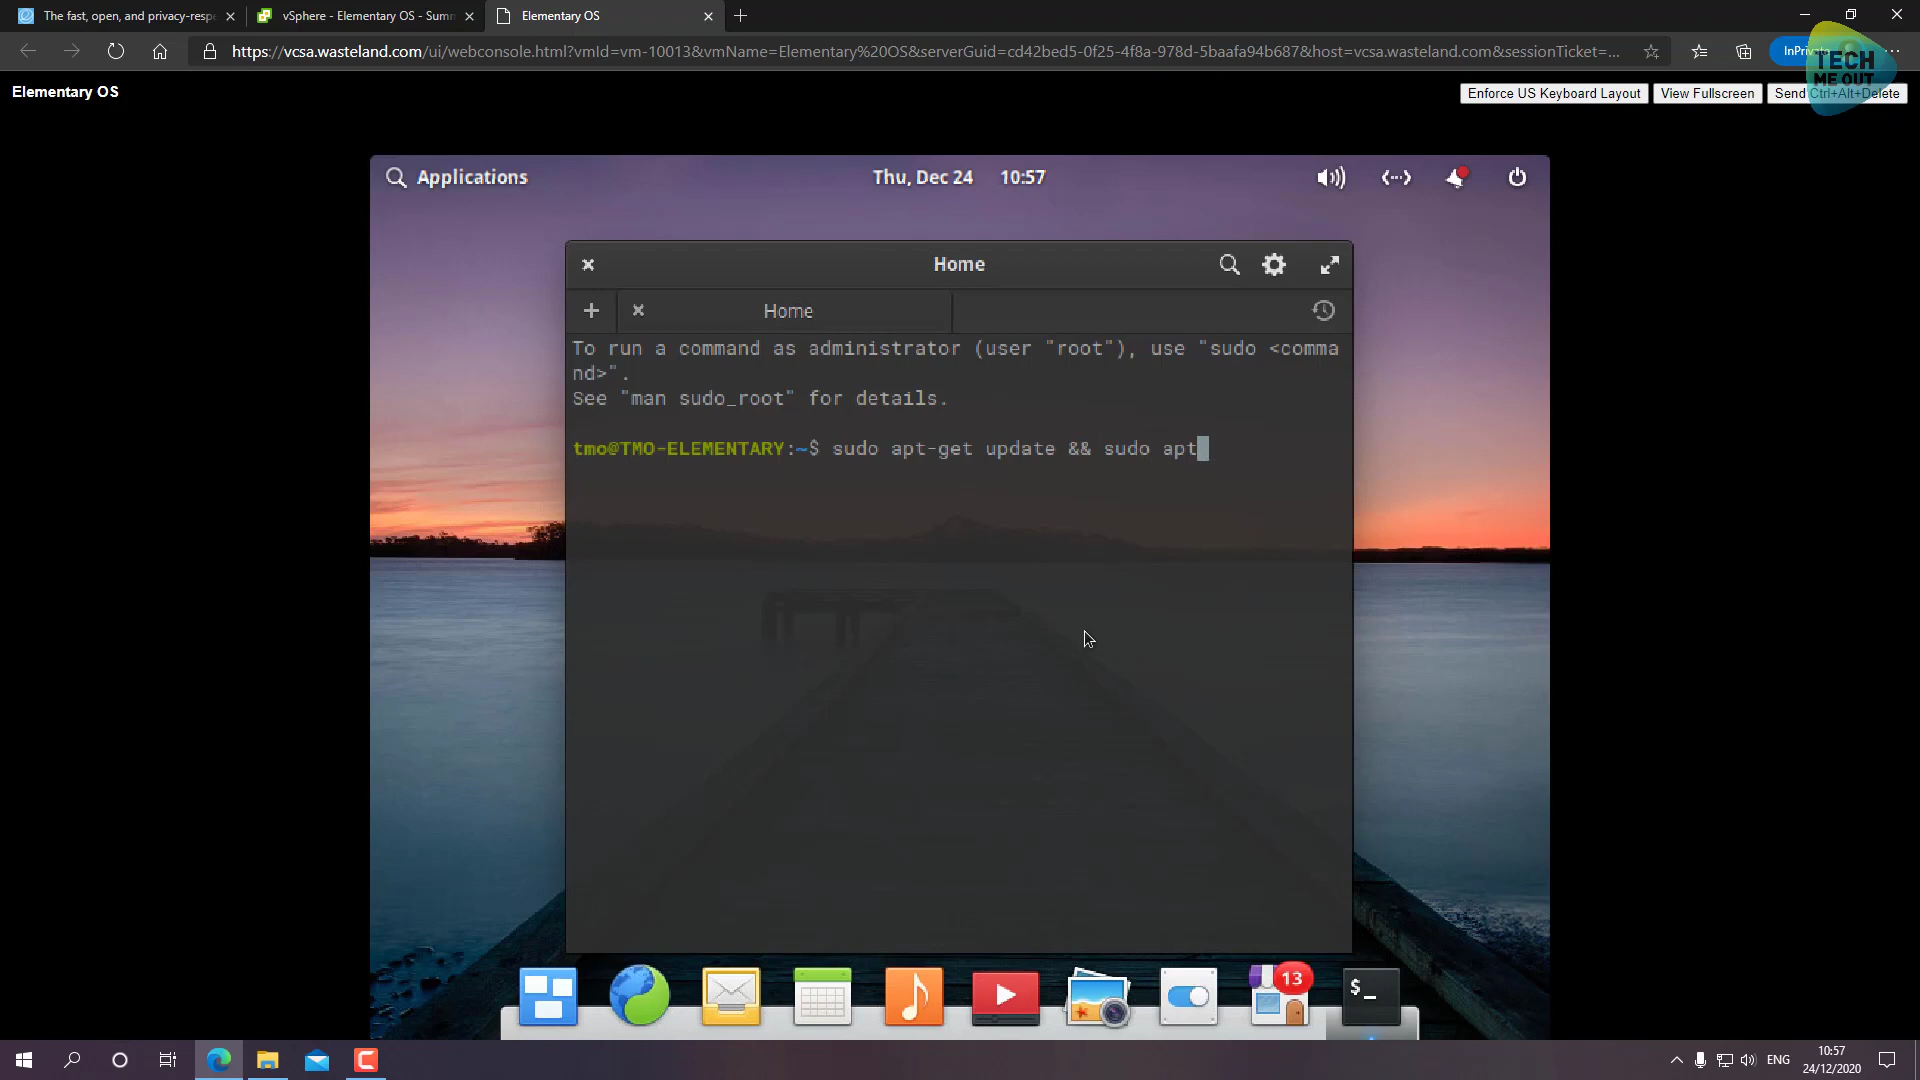 The fast, open, and privacy-resp
vSphere - Elementary OS - Sum
Elementary OS
https://vcsa.wasteland.com/ui/webconsole.html?vmId=vm-10013&vmName=Elementary%20OS&serverGuid=cd42bed5-0f25-4f8a-978d-5baafa94b687&host=vcsa.wasteland.com&sessionTicket=...
InPrivate
TECH
ME OUT
Elementary OS
Enforce US Keyboard Layout
View Fullscreen
Send Ctrl+Alt+Delete
Applications
Thu, Dec 24
10:57
Home
Home
To run a command as administrator (user "root"), use "sudo <comma
nd>".
See "man sudo_root" for details.
tmo@TMO-ELEMENTARY:~$ sudo apt-get update && sudo apt
13
$_
ENG
10:57
24/12/2020